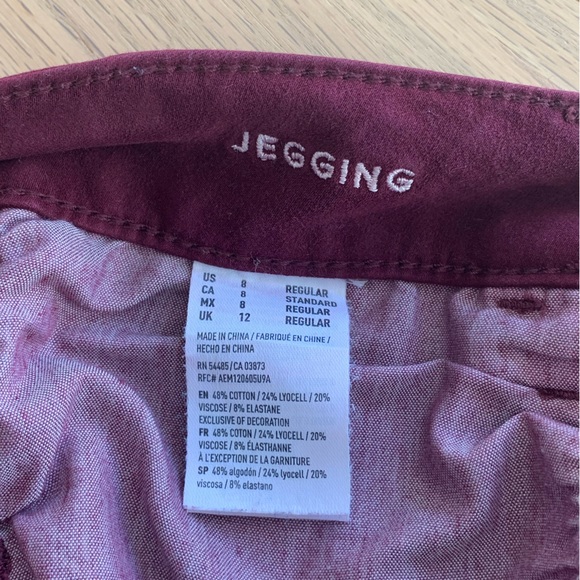 JEGGING
US 8 REGULAR
CA 8 STANDARD
MX 8 REGULAR
UK 12 REGULAR
MADE IN CHINA / FABRIQUÉ EN CHINE /
HECHO EN CHINA
RN 54485/CA 03873
RFC# AEM120605U9A
EN 48% COTTON / 24% LYOCELL / 20%
VISCOSE / 8% ELASTANE
EXCLUSIVE OF DECORATION
FR 48% COTON / 24% LYOCELL / 20%
VISCOSE / 8% ÉLASTHANNE
À L'EXCEPTION DE LA GARNITURE
SP 48% algodón / 24% lyocell / 20%
viscosa / 8% elastano